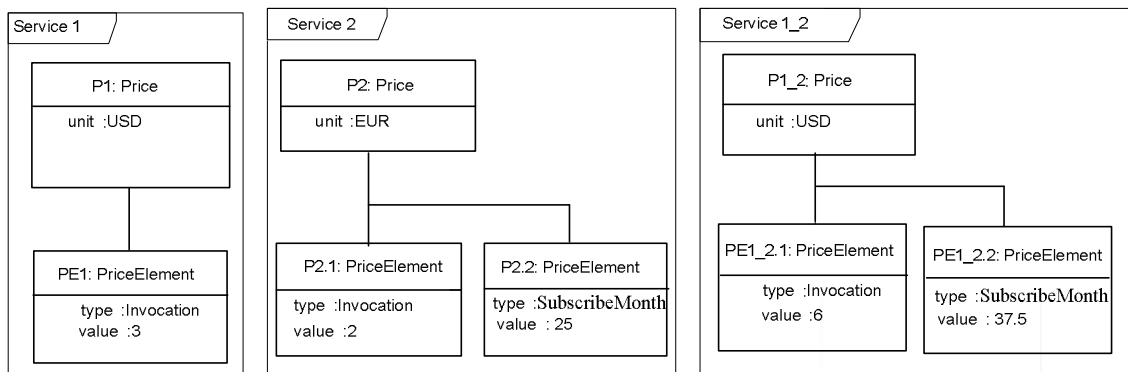 Service 1
P1: Price
unit :USD
PE1: PriceElement
type :Invocation
value :3
Service 2
P2: Price
unit :EUR
P2.1: PriceElement
type :Invocation
value :2
P2.2: PriceElement
type :SubscribeMonth
value : 25
Service 1_2
P1_2: Price
unit :USD
PE1_2.1: PriceElement
type :Invocation
value :6
PE1_2.2: PriceElement
type :SubscribeMonth
value : 37.5